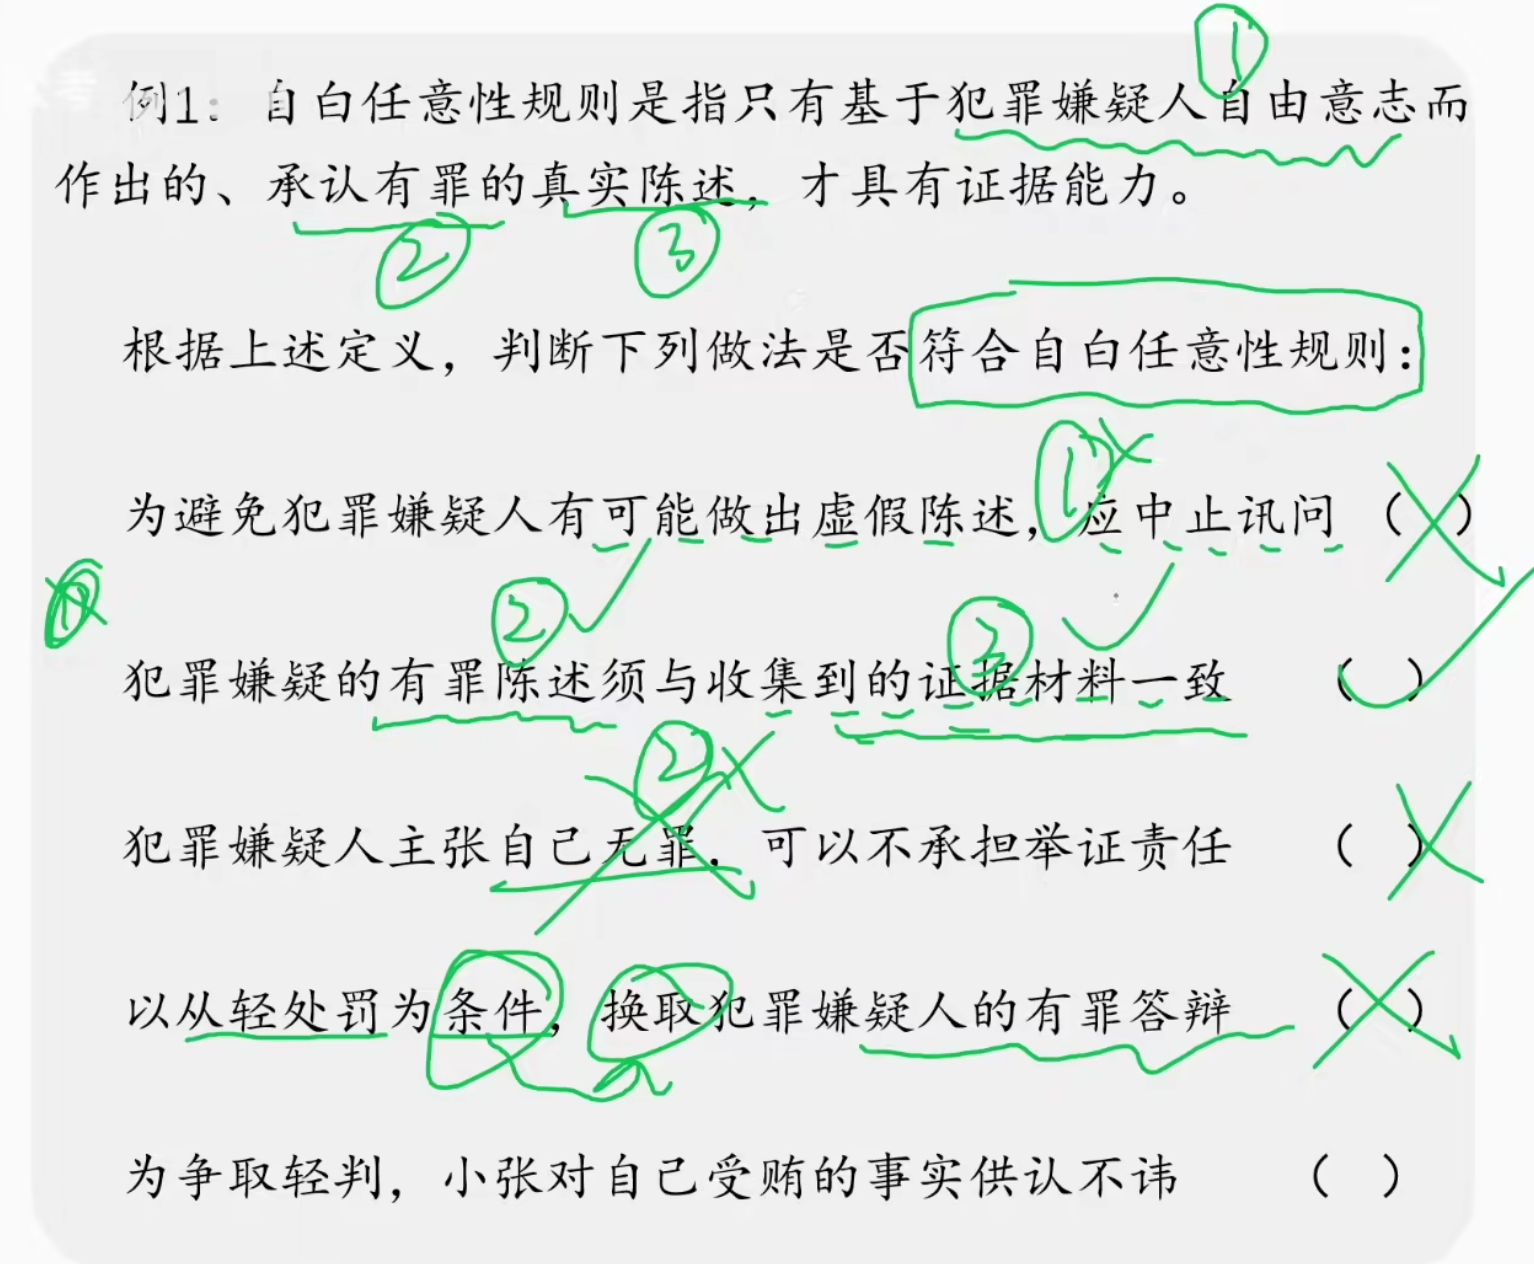 考
例1：自白任意性规则是指只有基于犯罪嫌疑人自由意志而
作出的、承认有罪的真实陈述，才具有证据能力。
①
② ③
根据上述定义，判断下列做法是否符合自白任意性规则：
①×
为避免犯罪嫌疑人有可能做出虚假陈述，应中止讯问 （×）
② ③
犯罪嫌疑的有罪陈述须与收集到的证据材料一致 （ ）
②×
犯罪嫌疑人主张自己无罪，可以不承担举证责任 （ ）×
以从轻处罚为条件，换取犯罪嫌疑人的有罪答辩 （×）
为争取轻判，小张对自己受贿的事实供认不讳 （ ）